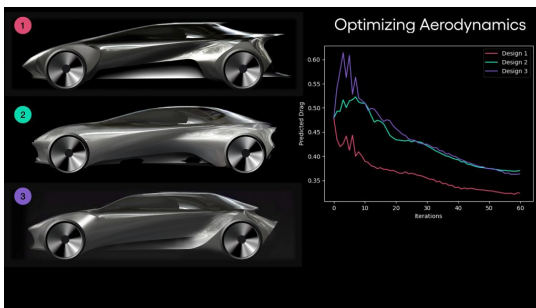 1
2
3
Optimizing Aerodynamics
Design 1
Design 2
Design 3
Predicted Drag
0.60
0.55
0.50
0.45
0.40
0.35
0
10
20
30
40
50
60
Iterations